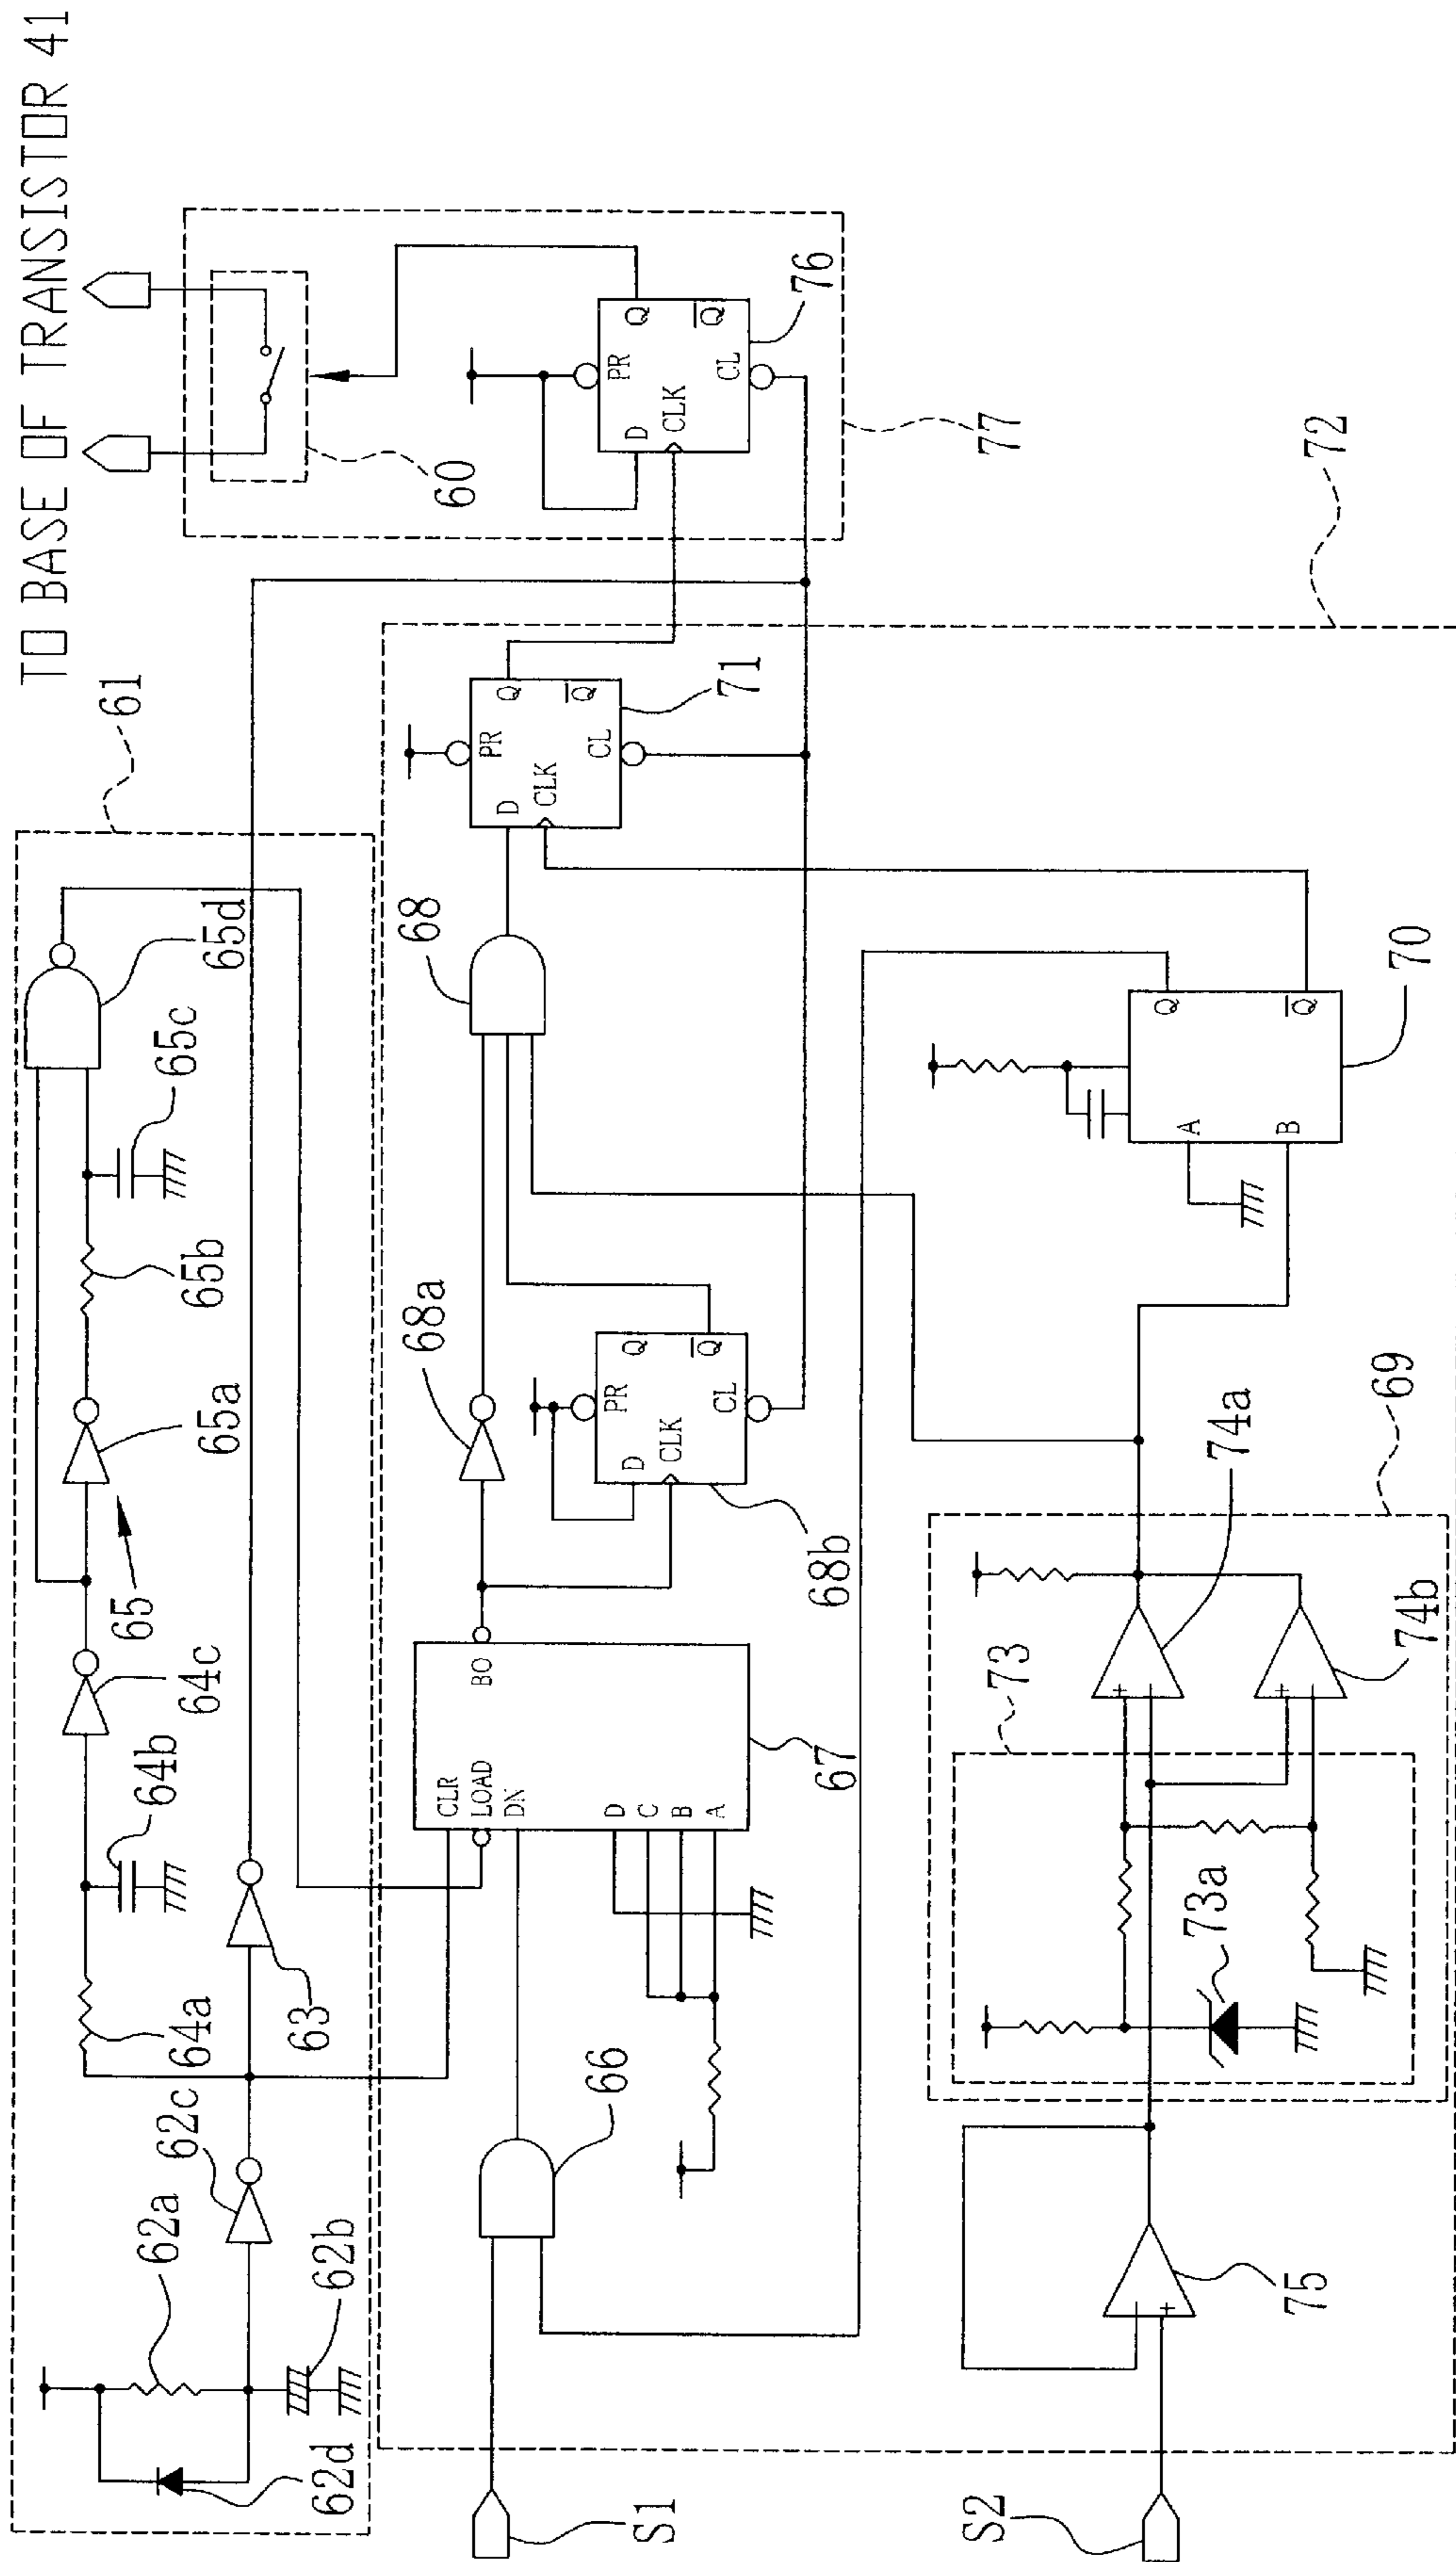 TO BASE OF TRANSISTOR 41
61
62a
62b
62c
62d
63
64a
64b
64c
65
65a
65b
65c
65d
60
D
PR
Q
CLK
CL
Q
76
77
72
S1
66
CLR
LOAD
DN
D
C
B
A
BO
67
68a
D
PR
Q
CLK
CL
Q
68b
68
D
PR
Q
CLK
CL
Q
71
S2
-
+
75
73
73a
+
-
74a
+
-
74b
69
A
B
Q
Q
70